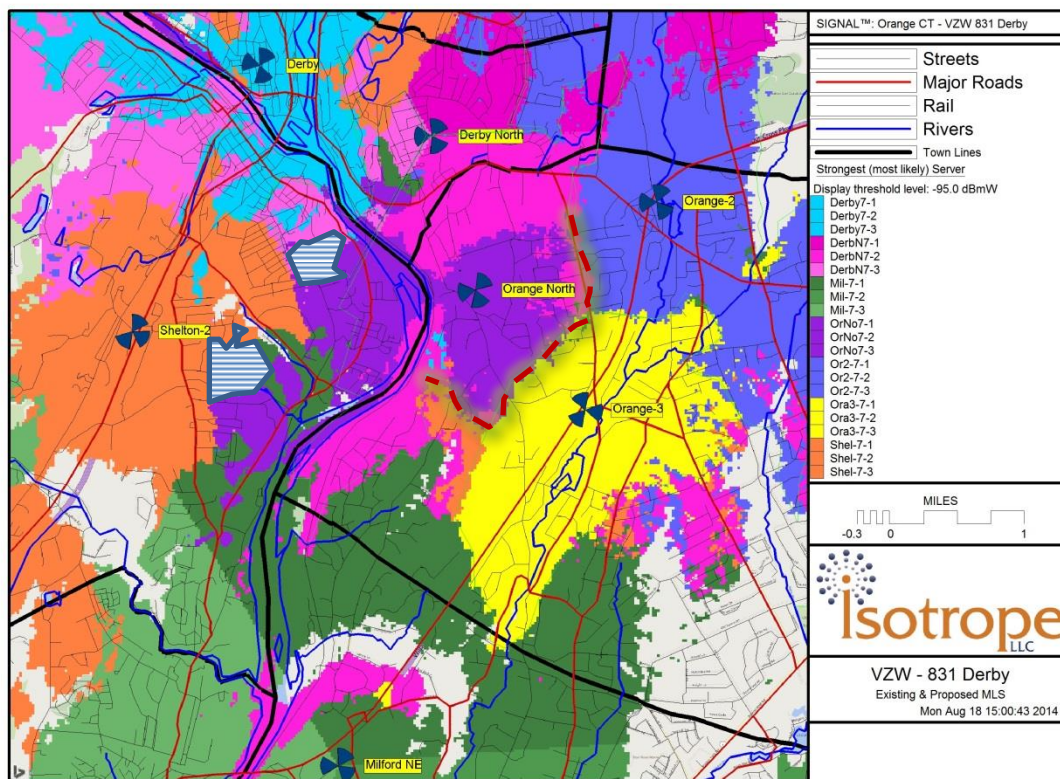 SIGNAL™: Orange CT - VZW 831 Derby
Streets
Major Roads
Rail
Rivers
Town Lines
Strongest (most likely) Server
Display threshold level: -95.0 dBmW
Derby7-1
Derby7-2
Derby7-3
DerbN7-1
DerbN7-2
DerbN7-3
Mil-7-1
Mil-7-2
Mil-7-3
OrNo7-1
OrNo7-2
OrNo7-3
Or2-7-1
Or2-7-2
Or2-7-3
Ora3-7-1
Ora3-7-2
Ora3-7-3
Shel-7-1
Shel-7-2
Shel-7-3
MILES
-0.3 0 1
Isotrope
LLC
VZW - 831 Derby
Existing & Proposed MLS
Mon Aug 18 15:00:43 2014
Derby
Derby North
Orange-2
Orange North
Shelton-2
Orange-3
Milford NE